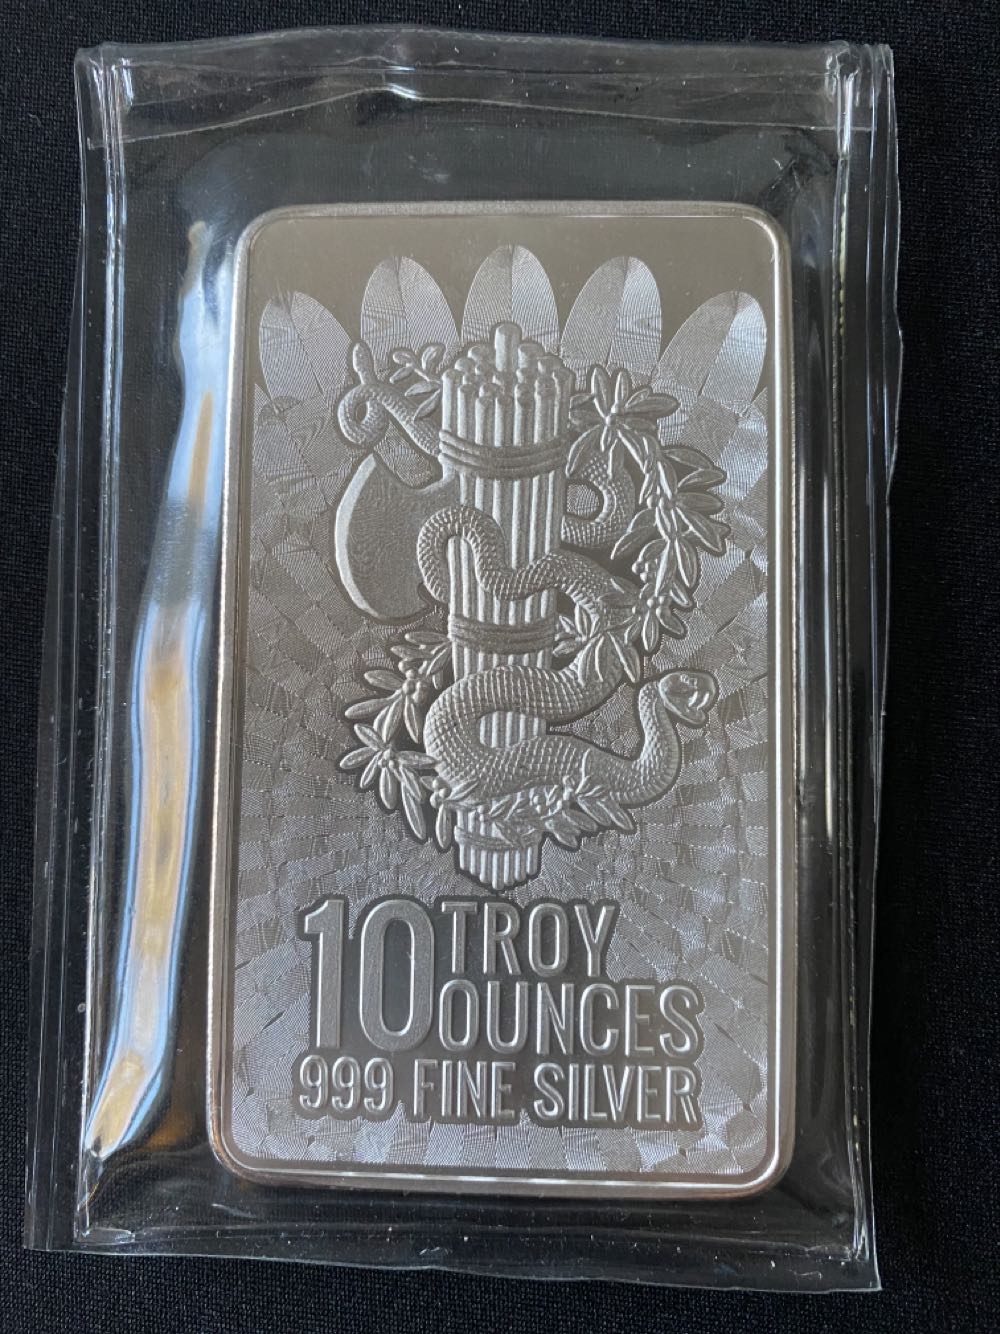 10 TROY
OUNCES
999 FINE SILVER